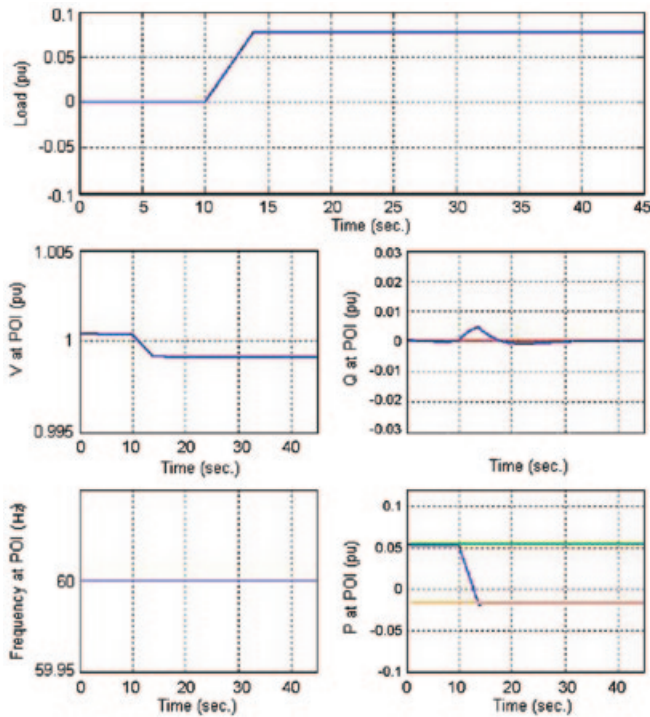 Load (pu)
0.1
0.05
0
-0.05
-0.1
0 5 10 15 20 25 30 35 40 45
Time (sec.)
V at POI (pu)
1.005
1
0.995
0 10 20 30 40
Time (sec.)
Q at POI (pu)
0.03
0.02
0.01
0
-0.01
-0.02
-0.03
Time (sec.)
Frequency at POI (Hz)
60
59.95
0 10 20 30 40
Time (sec.)
P at POI (pu)
0.1
0.05
0
-0.05
-0.1
0 10 20 30 40
Time (sec.)